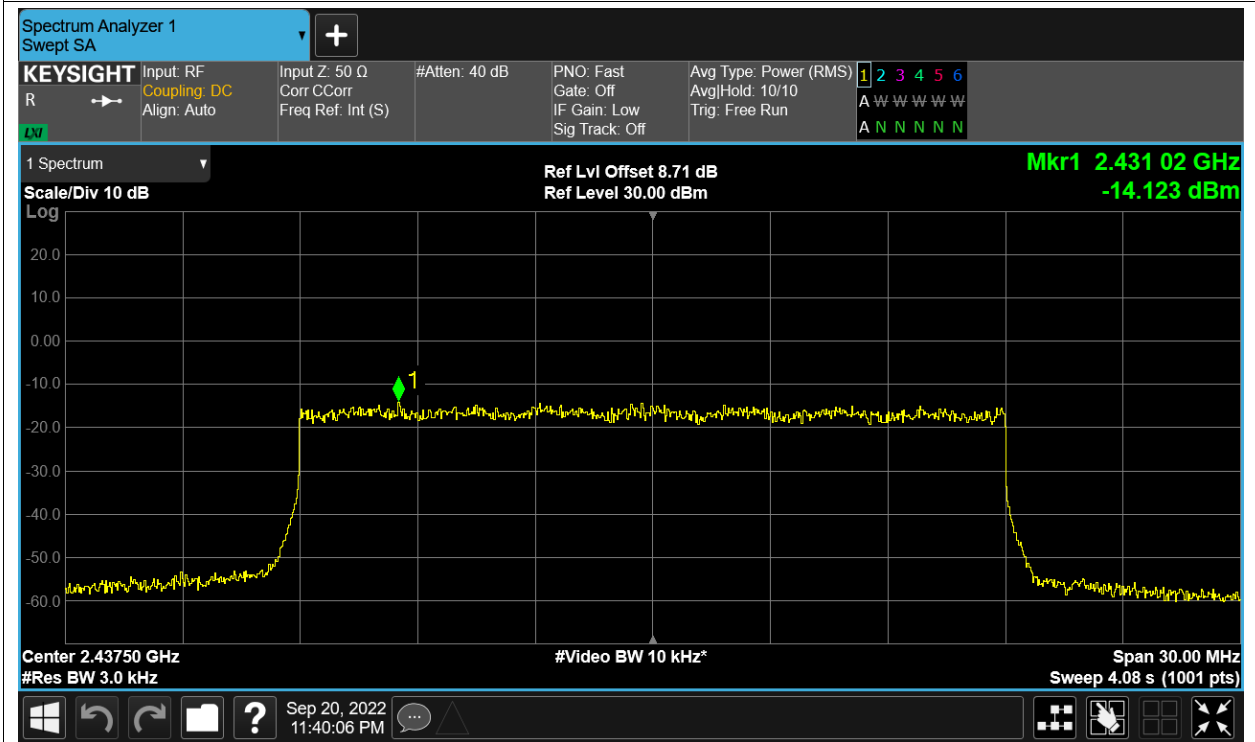 Spectrum Analyzer 1
Swept SA
KEYSIGHT Input: RF Input Z: 50 Ω #Atten: 40 dB PNO: Fast Avg Type: Power (RMS) 1 2 3 4 5 6
R Coupling: DC Corr CCorr Gate: Off Avg|Hold: 10/10 A W W W W W
Align: Auto Freq Ref: Int (S) IF Gain: Low Trig: Free Run
LXI Sig Track: Off A N N N N N
1 Spectrum Ref Lvl Offset 8.71 dB Mkr1 2.431 02 GHz
Scale/Div 10 dB Ref Level 30.00 dBm -14.123 dBm
Log
20.0
10.0
0.00
-10.0
1
-20.0
-30.0
-40.0
-50.0
-60.0
Center 2.43750 GHz #Video BW 10 kHz* Span 30.00 MHz
#Res BW 3.0 kHz Sweep 4.08 s (1001 pts)
? Sep 20, 2022
11:40:06 PM